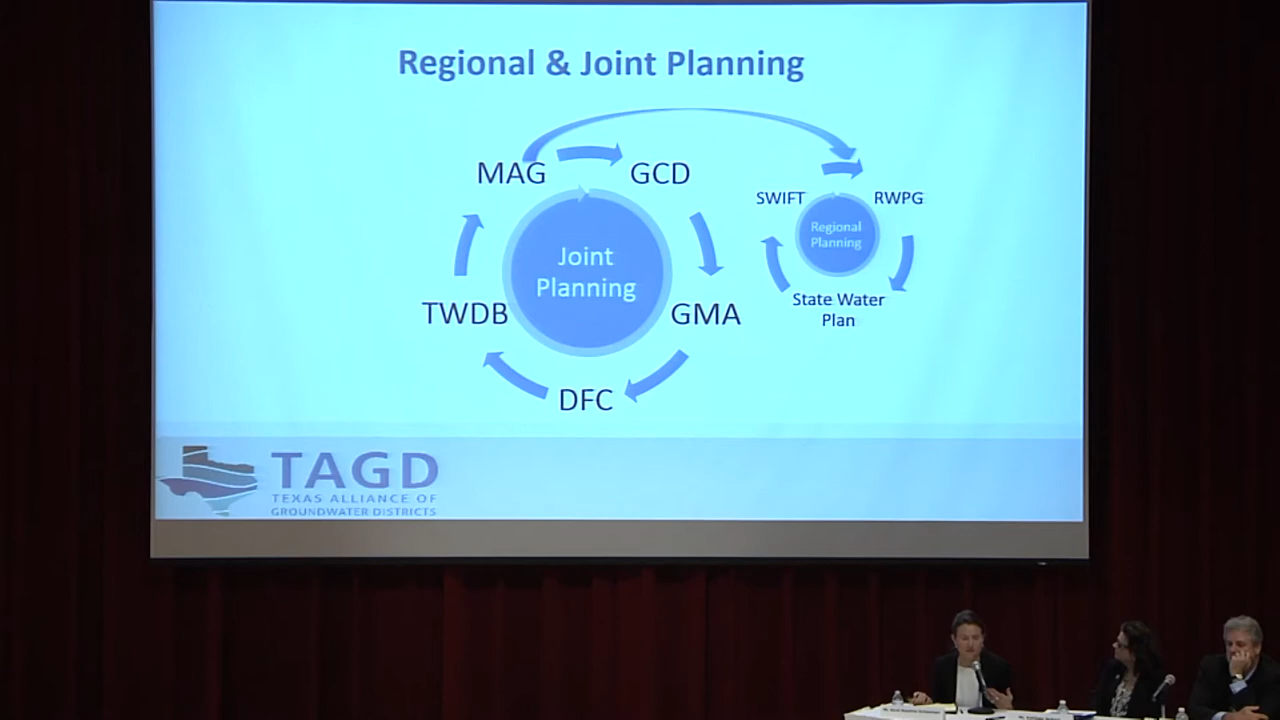 Regional & Joint Planning
MAG
GCD
SWIFT
RWPG
Regional
Planning
Joint
Planning
TWDB
GMA
State Water
Plan
DFC
TAGD
TEXAS ALLIANCE OF
GROUNDWATER DISTRICTS